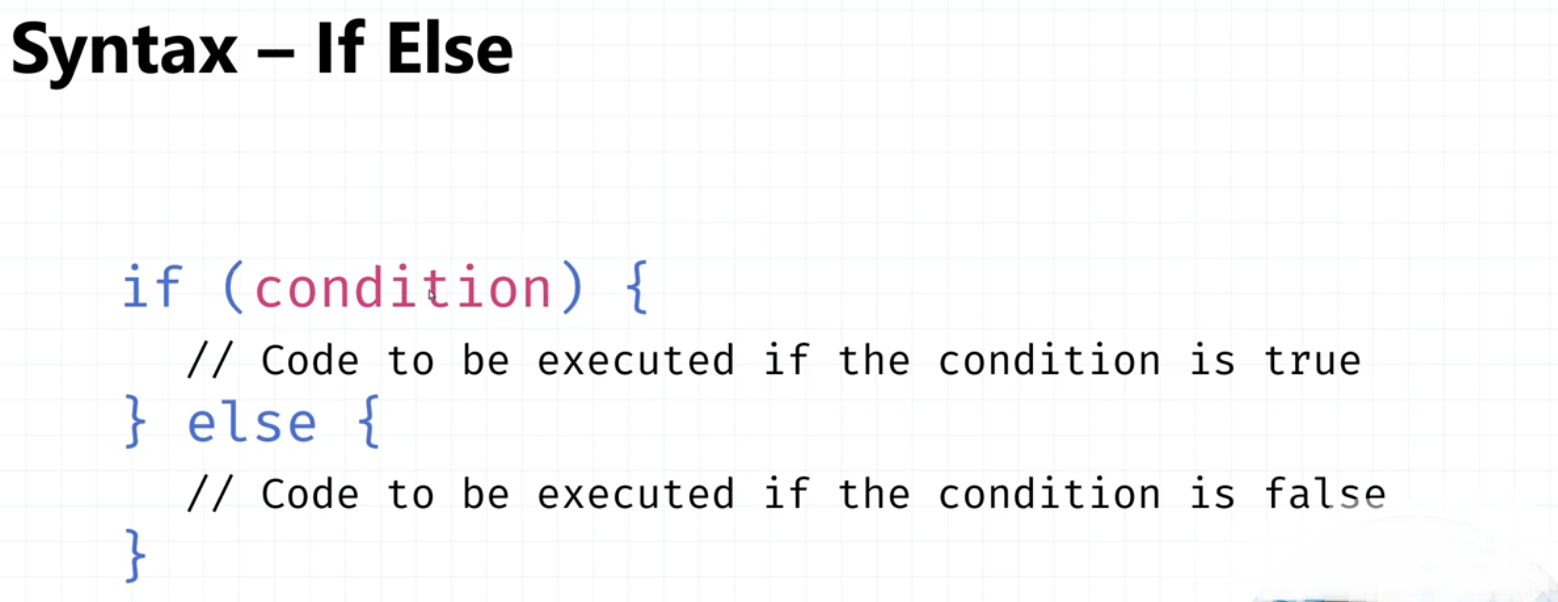 Syntax – If Else
if (condition) {
// Code to be executed if the condition is true
} else {
// Code to be executed if the condition is false
}